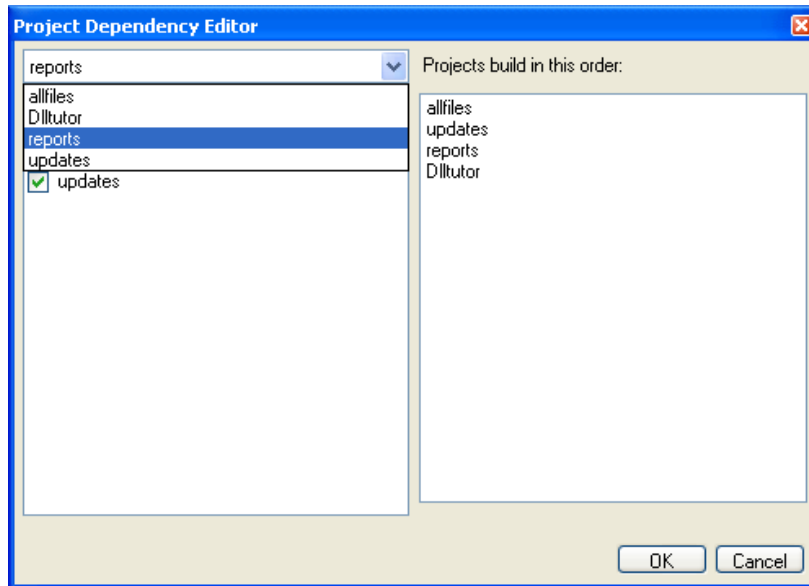 Project Dependency Editor
reports
allfiles
Dlltutor
reports
updates
updates
Projects build in this order:
allfiles
updates
reports
Dlltutor
OK
Cancel